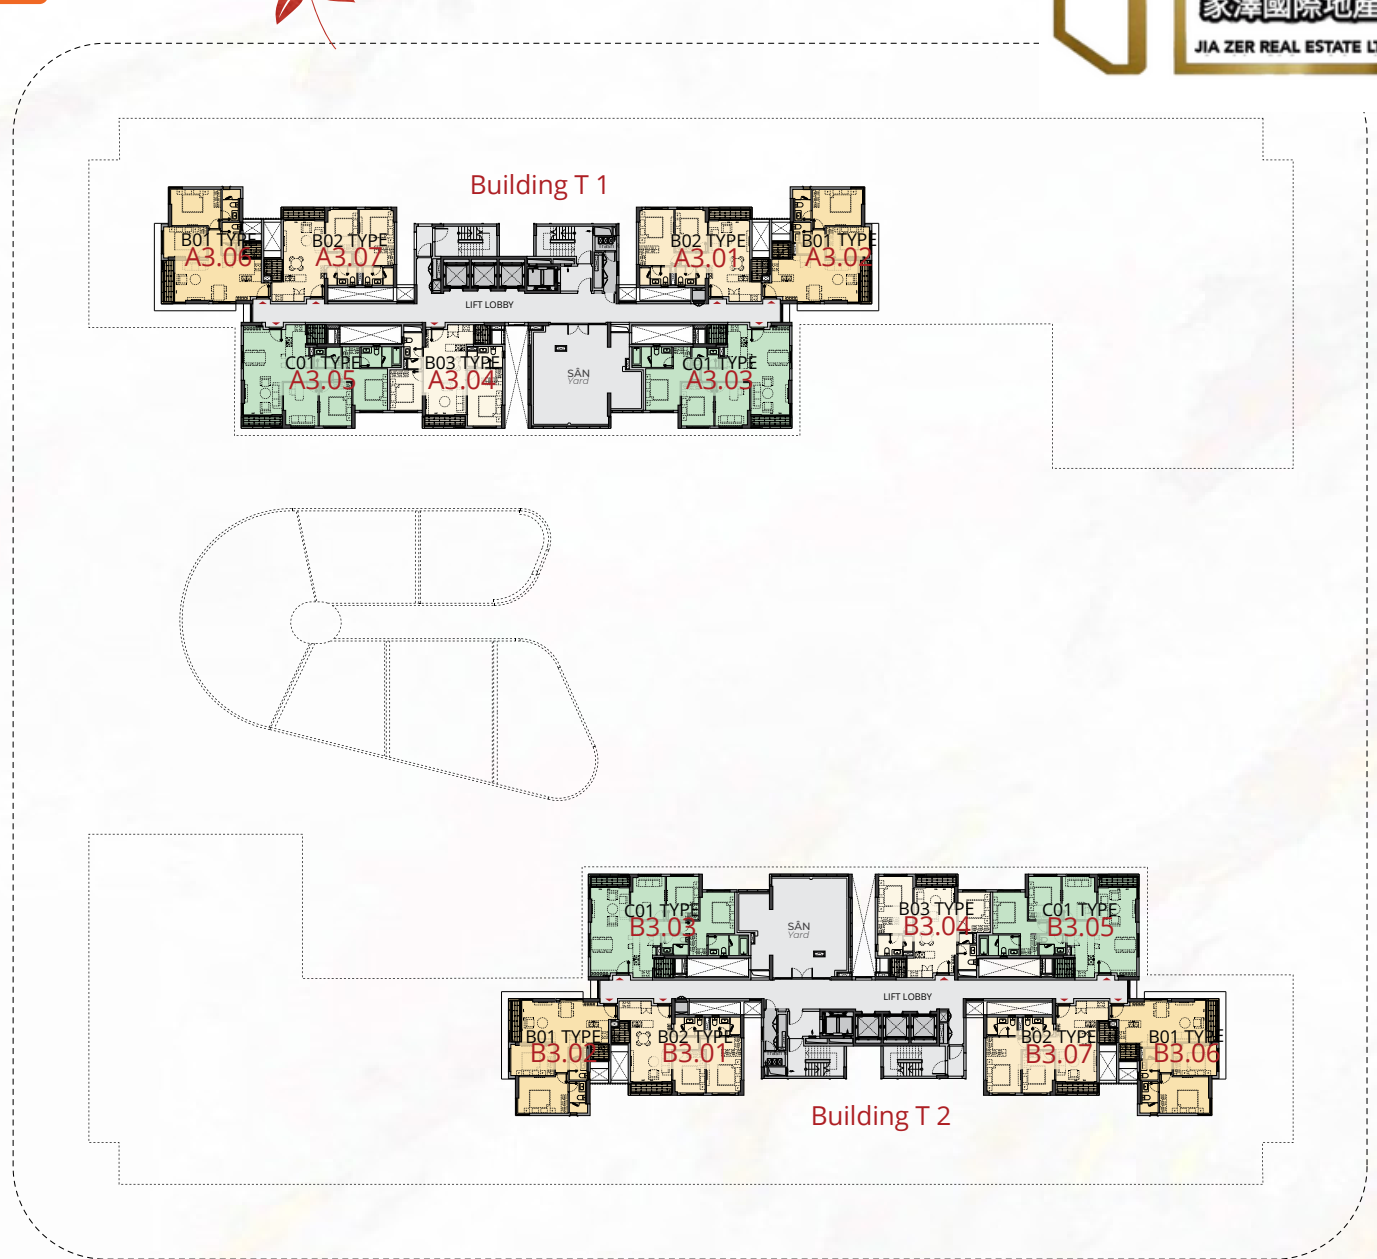 家澤國際地產
JIA ZER REAL ESTATE
Building T 1
B01 TYPE
A3.06
B02 TYPE
A3.07
B02 TYPE
A3.01
B01 TYPE
A3.02
LIFT LOBBY
C01 TYPE
A3.05
B03 TYPE
A3.04
SÂN
Yard
C01 TYPE
A3.03
C01 TYPE
B3.03
SÂN
Yard
B03 TYPE
B3.04
C01 TYPE
B3.05
LIFT LOBBY
B01 TYPE
B3.02
B02 TYPE
B3.01
B02 TYPE
B3.07
B01 TYPE
B3.06
Building T 2